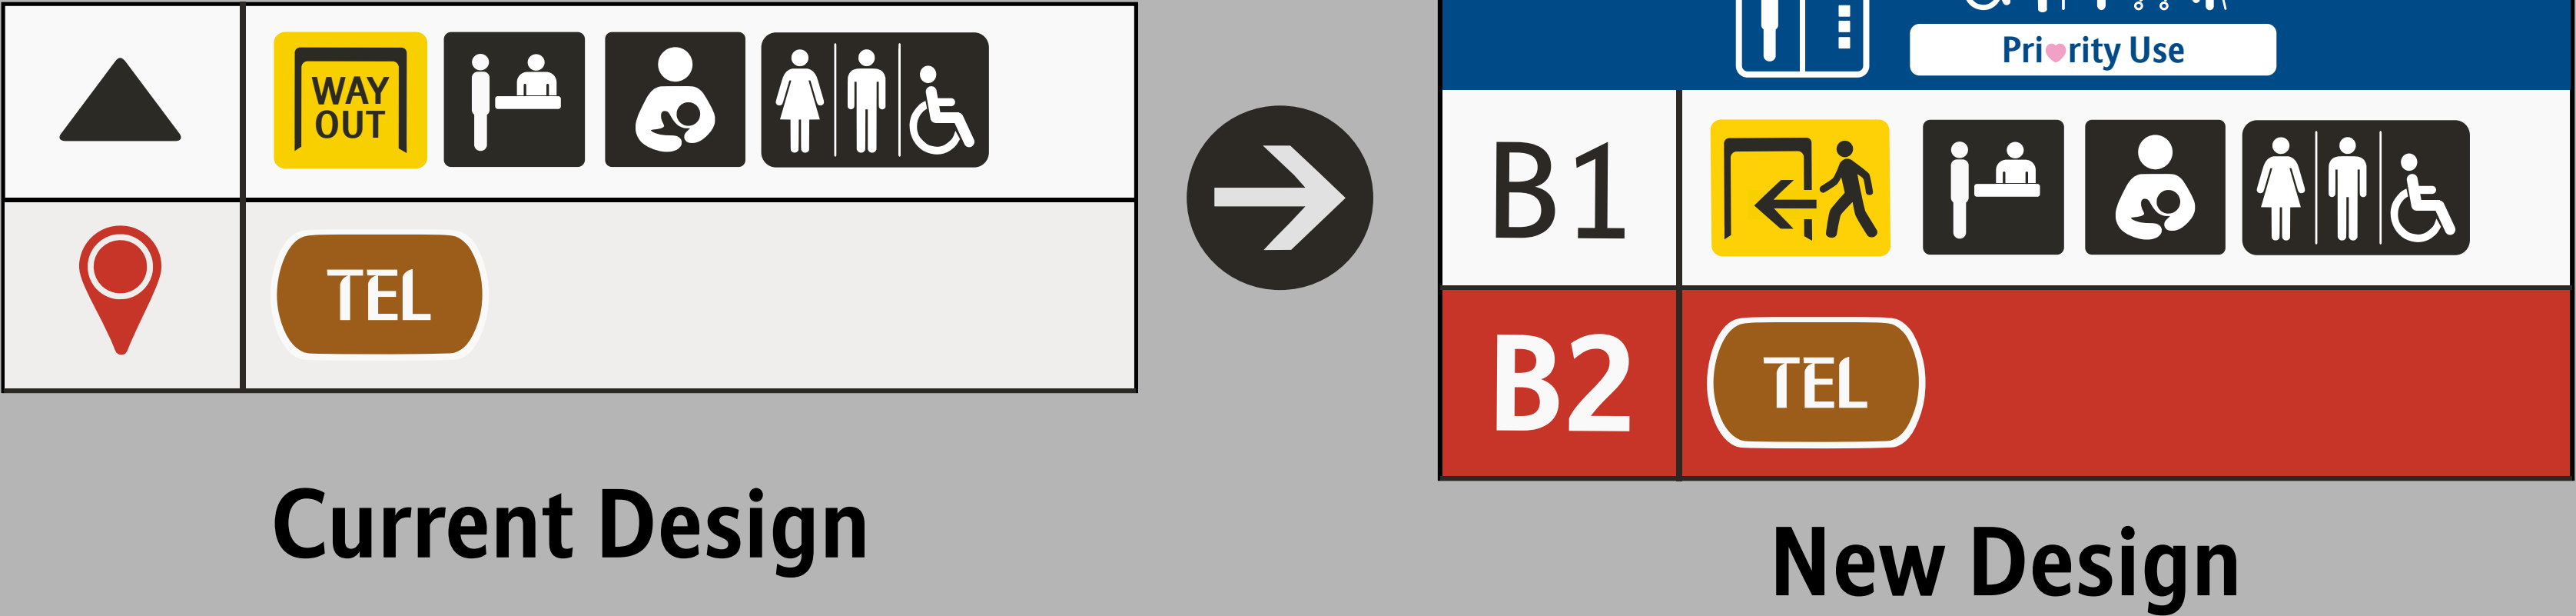 WAY
OUT
TEL
Current Design
Priority Use
B1
B2
TEL
New Design